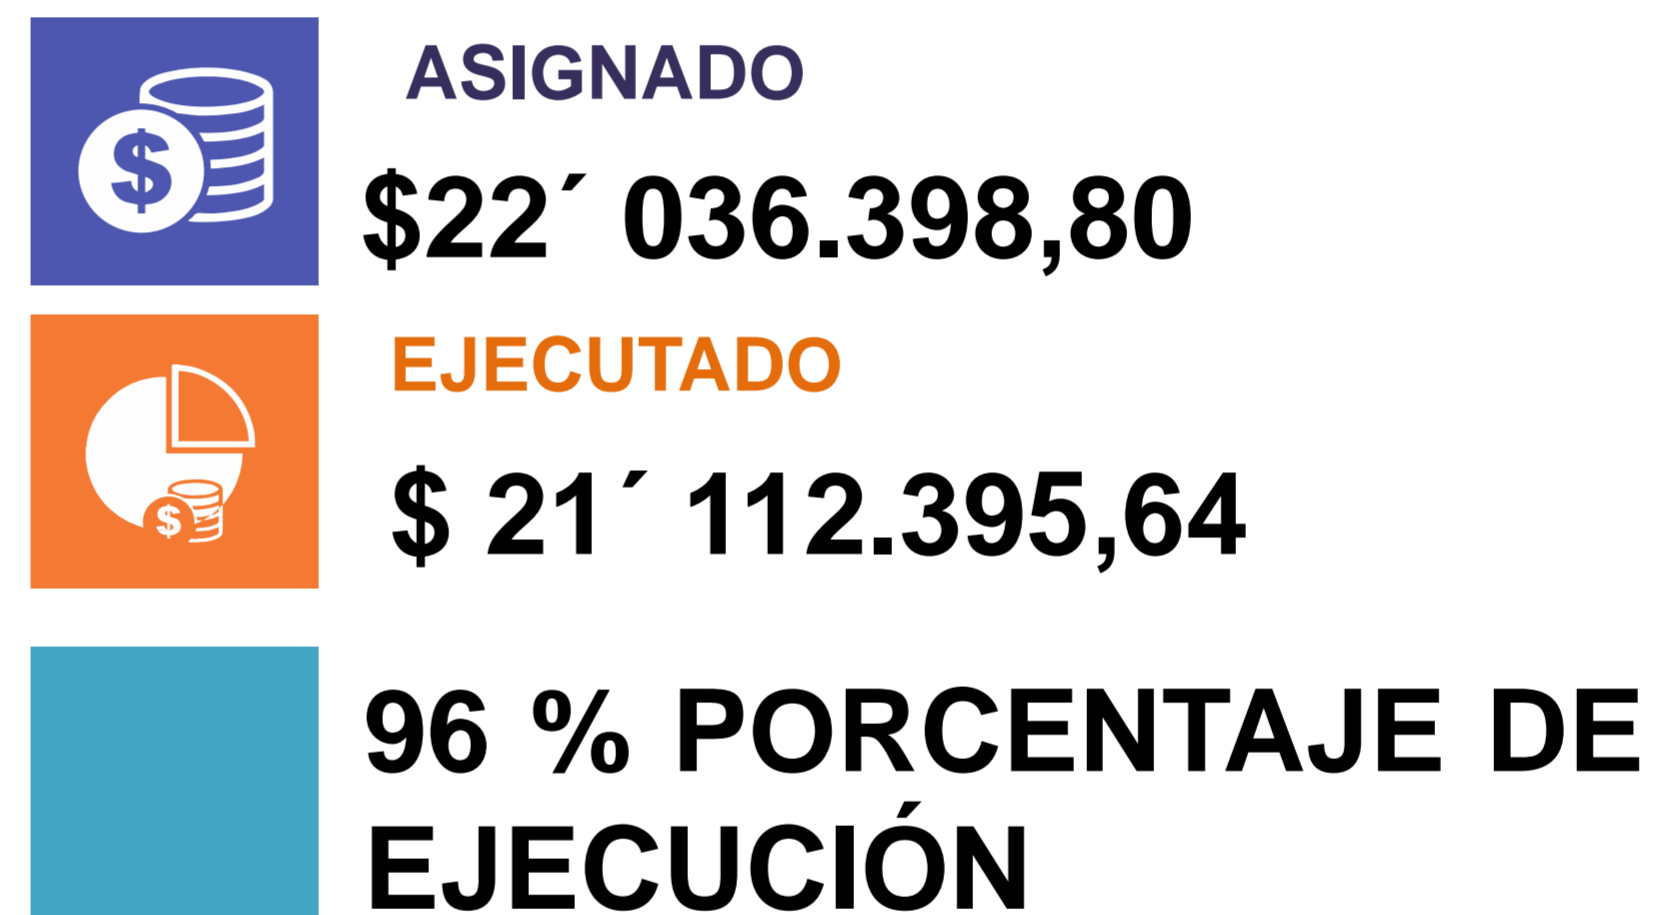 ASIGNADO
$22´ 036.398,80
EJECUTADO
$ 21´ 112.395,64
96 % PORCENTAJE DE
EJECUCIÓN